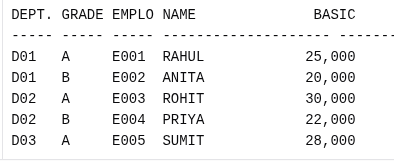 DEPT. GRADE EMPLO NAME BASIC
----- ----- ----- -------------------- -------
D01 A E001 RAHUL 25,000
D01 B E002 ANITA 20,000
D02 A E003 ROHIT 30,000
D02 B E004 PRIYA 22,000
D03 A E005 SUMIT 28,000